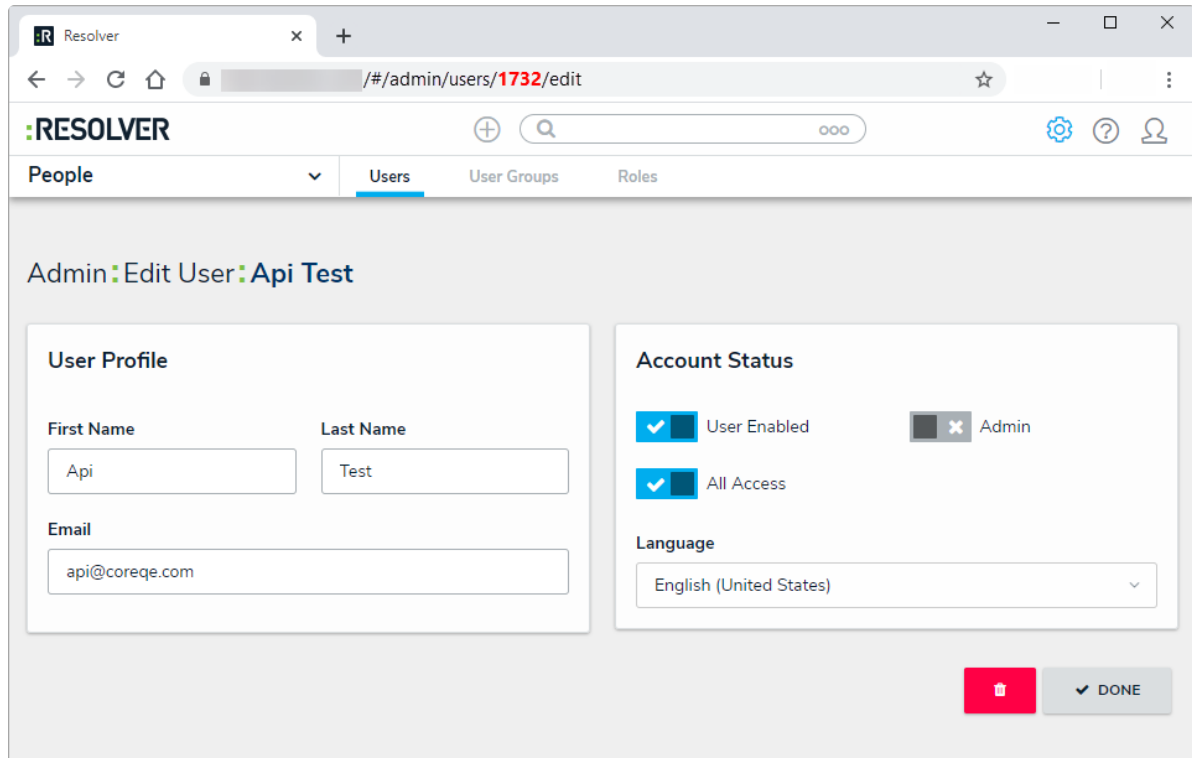 :R Resolver
/#/admin/users/1732/edit
:RESOLVER
People Users User Groups Roles
Admin:Edit User:Api Test
User Profile
First Name Last Name
Api Test
Email
api@coreqe.com
Account Status
User Enabled Admin
All Access
Language
English (United States)
DONE